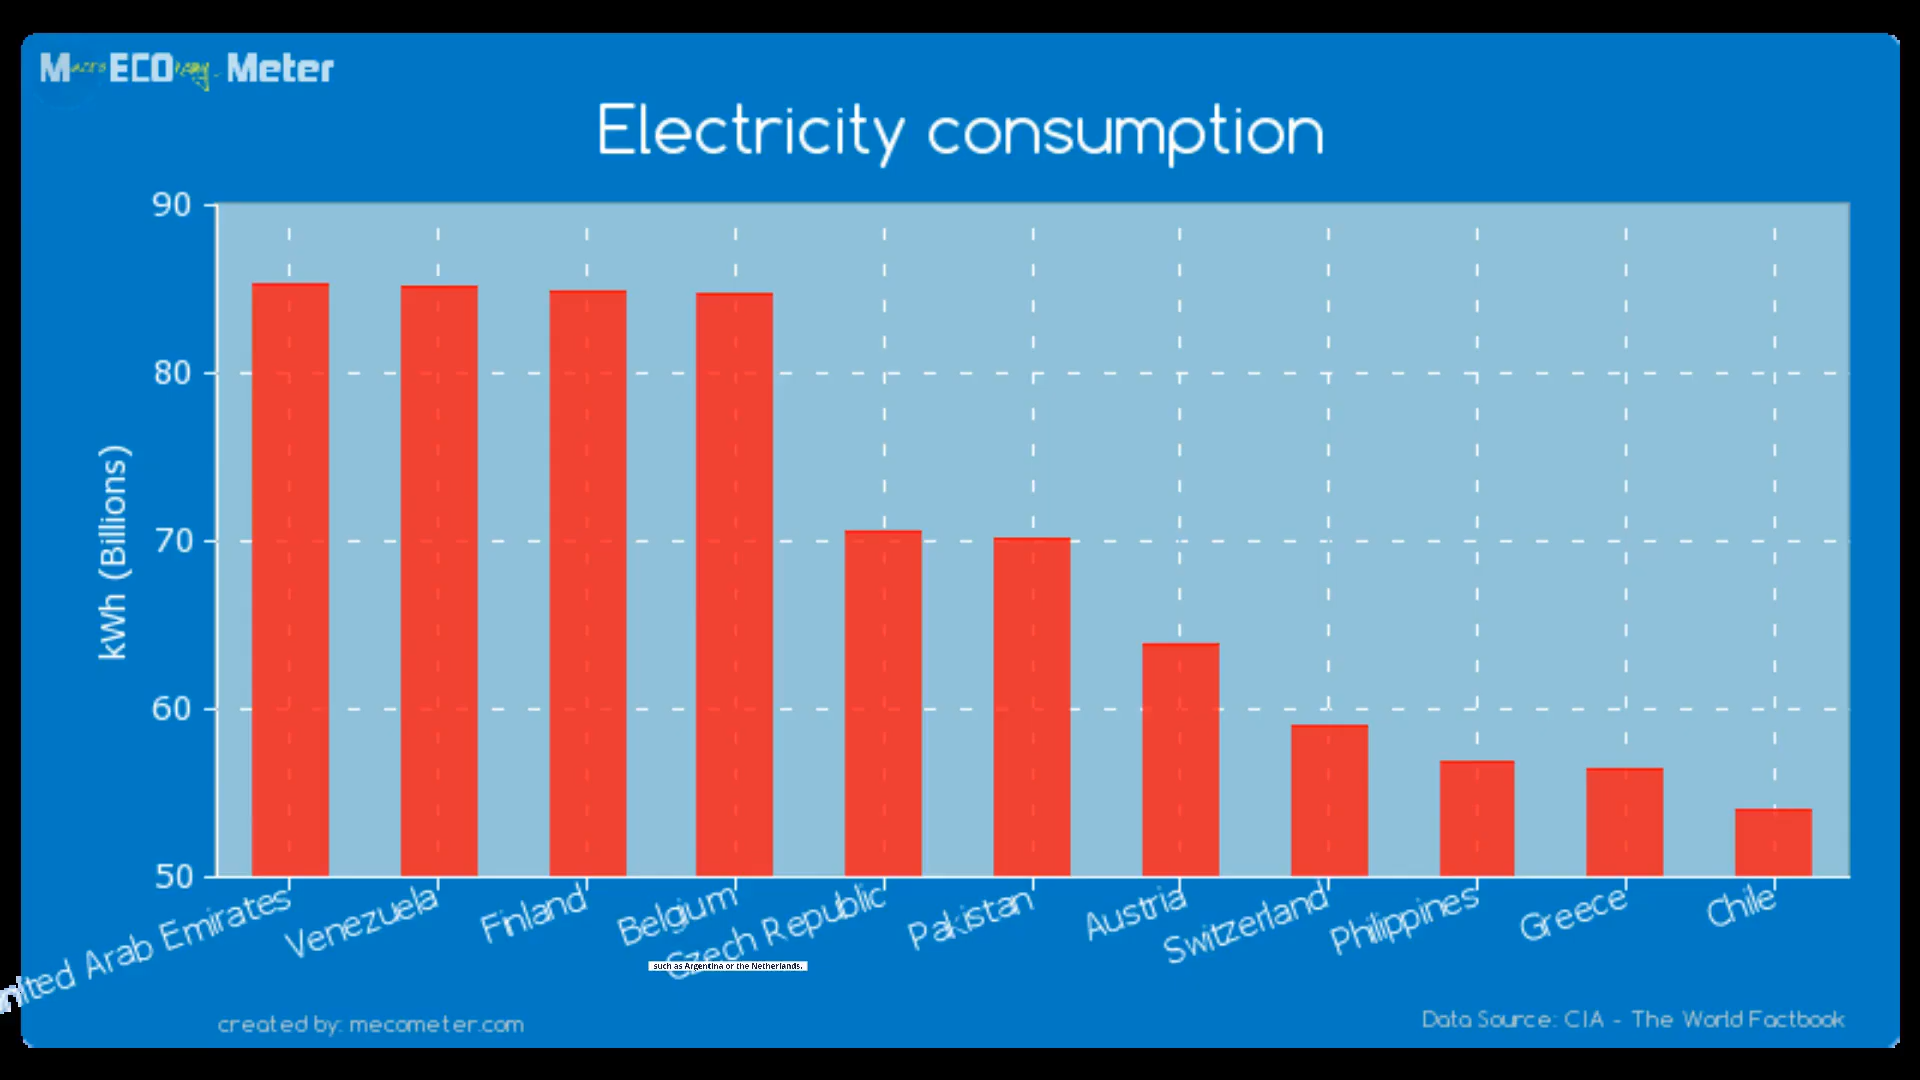 M ECO Meter
Electricity consumption
90
80
70
60
50
kWh (Billions)
nited Arab Emirates
Venezuela
Finland
Belgium
Czech Republic
Pakistan
Austria
Switzerland
Philippines
Greece
Chile
such as Argentina or the Netherlands.
created by: mecometer.com
Data Source: CIA - The World Factbook